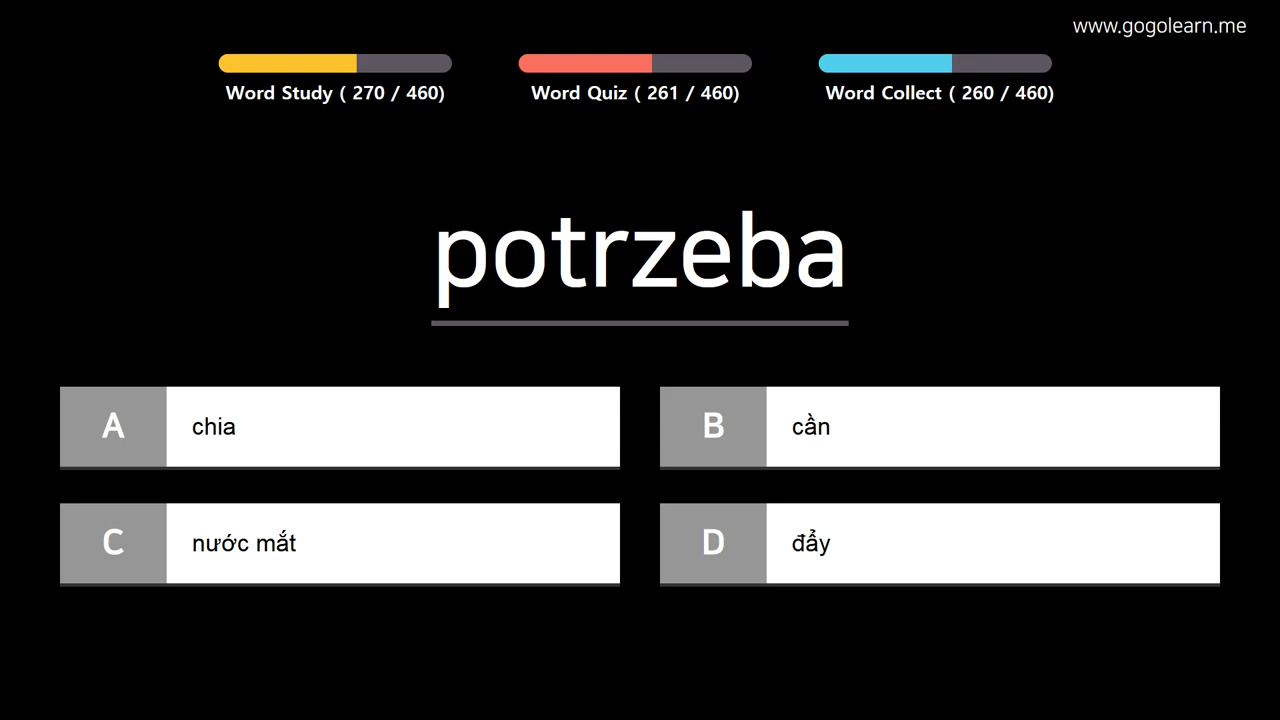 www.gogolearn.me
Word Study ( 270 / 460)
Word Quiz ( 261 / 460)
Word Collect ( 260 / 460)
potrzeba
A chia
B cần
C nước mắt
D đẩy